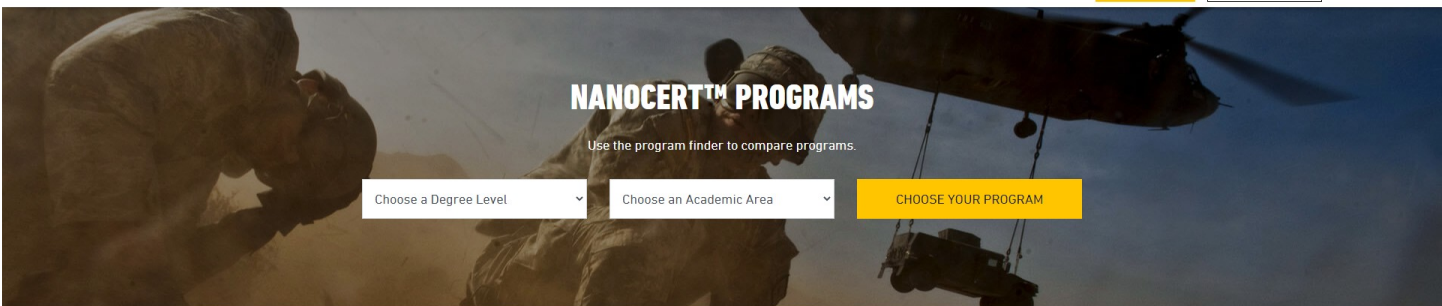 NANOCERT™ PROGRAMS
Use the program finder to compare programs.
Choose a Degree Level
Choose an Academic Area
CHOOSE YOUR PROGRAM